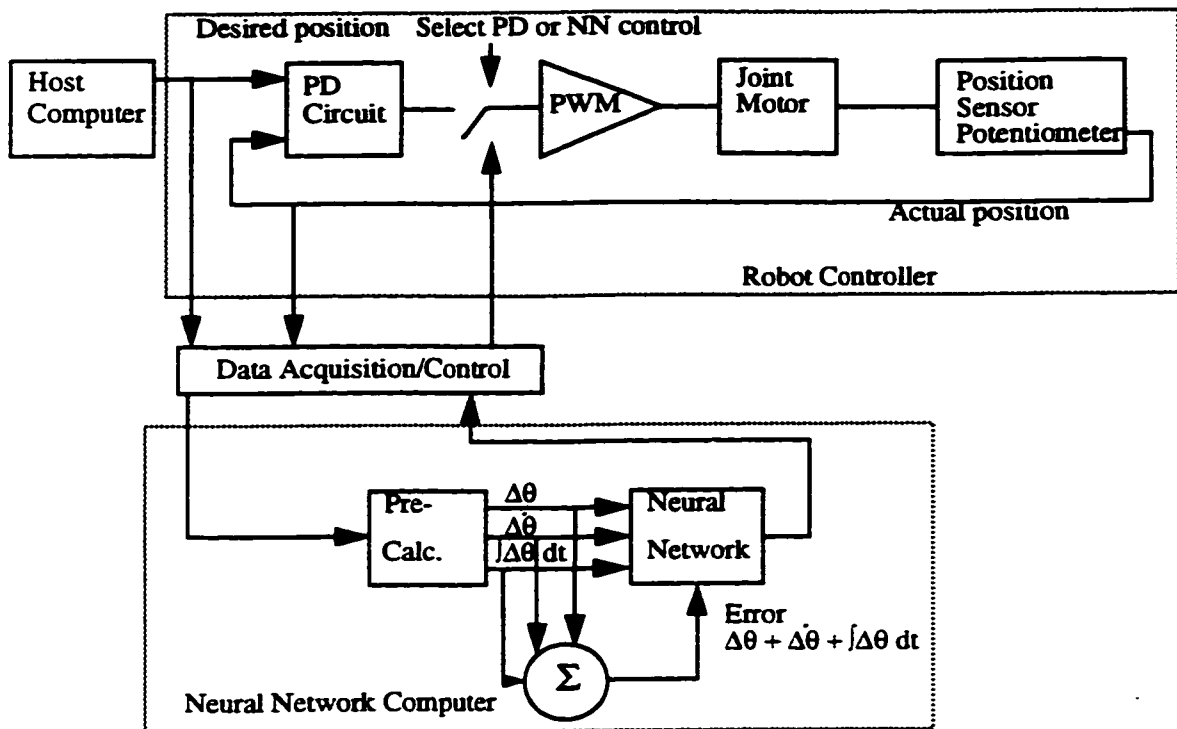 Desired position
Select PD or NN control
Host
Computer
PD
Circuit
PWM
Joint
Motor
Position
Sensor
Potentiometer
Actual position
Robot Controller
Data Acquisition/Control
Pre-
Calc.
Δθ
Δθ̇
∫Δθ dt
Neural
Network
Error
Δθ + Δθ̇ + ∫Δθ dt
Σ
Neural Network Computer